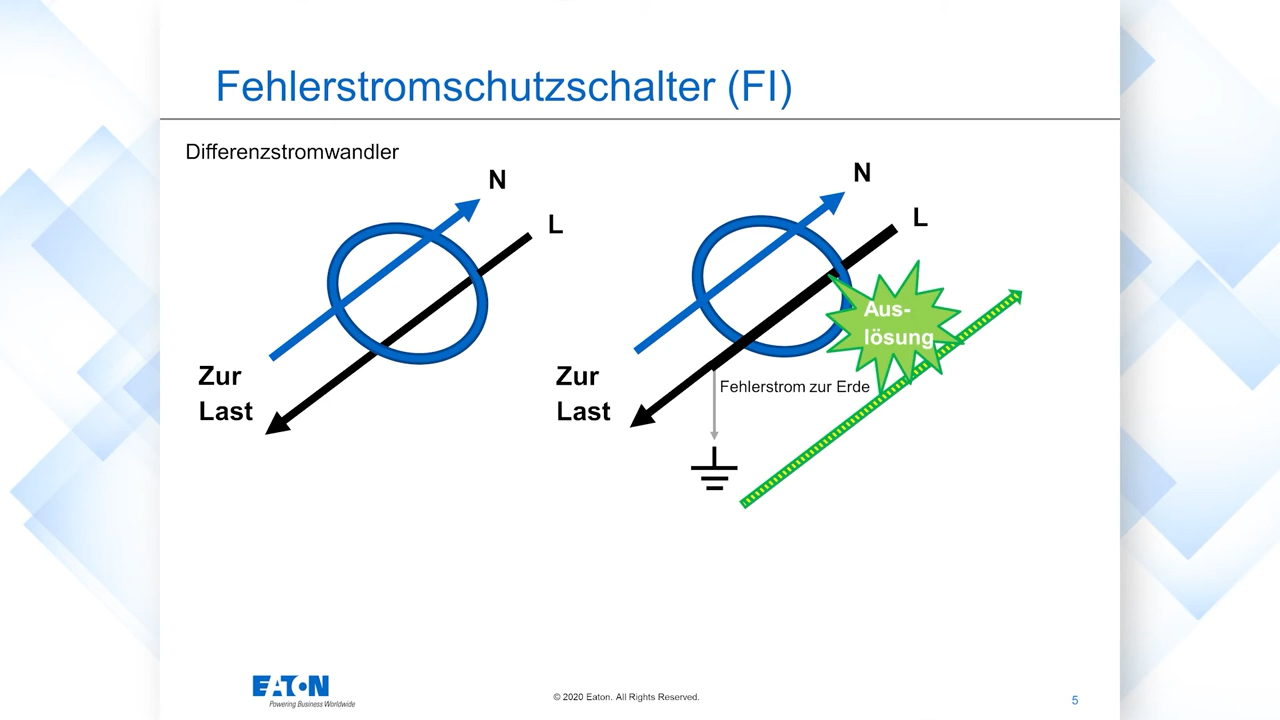 Fehlerstromschutzschalter (FI)
Differenzstromwandler
N
L
Zur
Last
N
L
Aus-
lösung
Zur
Last
Fehlerstrom zur Erde
EATON
Powering Business Worldwide
© 2020 Eaton. All Rights Reserved.
5